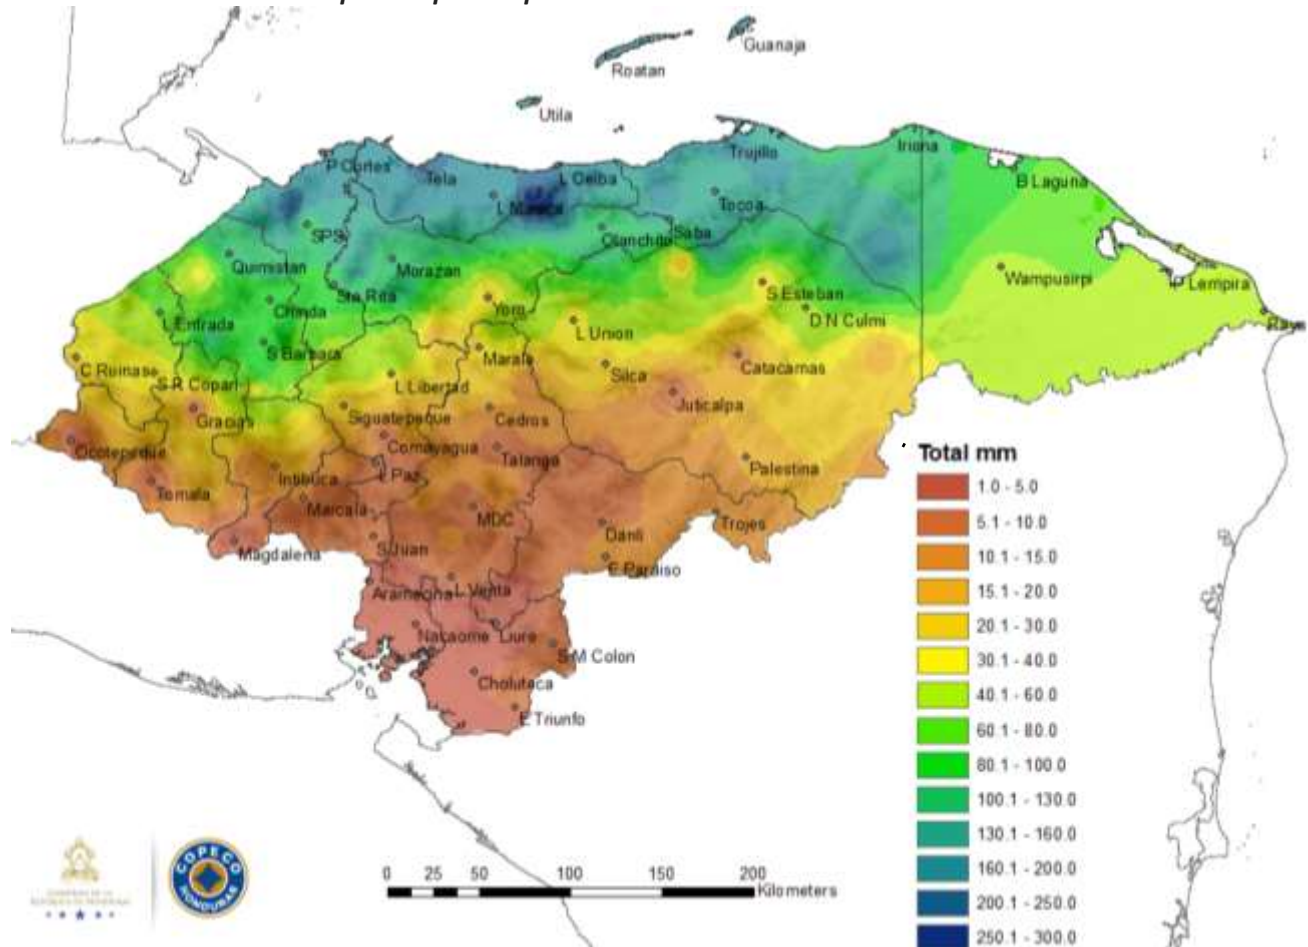 Guanaja
Roatan
Utila
P Cortes
Tela
L Ceiba
Trujillo
Iriona
B Laguna
L Masica
Tocoa
SPS
Olanchito
Saba
Quimistan
Morazan
Wampusirpi
Sta Rita
S Esteban
Lempira
Chinda
Yoro
L Entrada
L Union
D N Culmi
Raya
S Barbara
Marale
C Ruinase
S R Copan
L Libertad
Silca
Catacamas
Gracias
Siguatepeque
Cedros
Juticalpa
Comayagua
Ocotepeque
Talanga
Total mm
Intibuca
L Paz
Palestina
1.0 - 5.0
Tomala
Marcala
MDC
5.1 - 10.0
Danli
Trojes
Magdalena
S Juan
10.1 - 15.0
E Paraiso
Aramecina
L Venta
15.1 - 20.0
Nacaome
Liure
20.1 - 30.0
S M Colon
30.1 - 40.0
Choluteca
40.1 - 60.0
E Triunfo
60.1 - 80.0
80.1 - 100.0
100.1 - 130.0
130.1 - 160.0
160.1 - 200.0
200.1 - 250.0
250.1 - 300.0
COPECO
HONDURAS
0 25 50 100 150 200
Kilometers